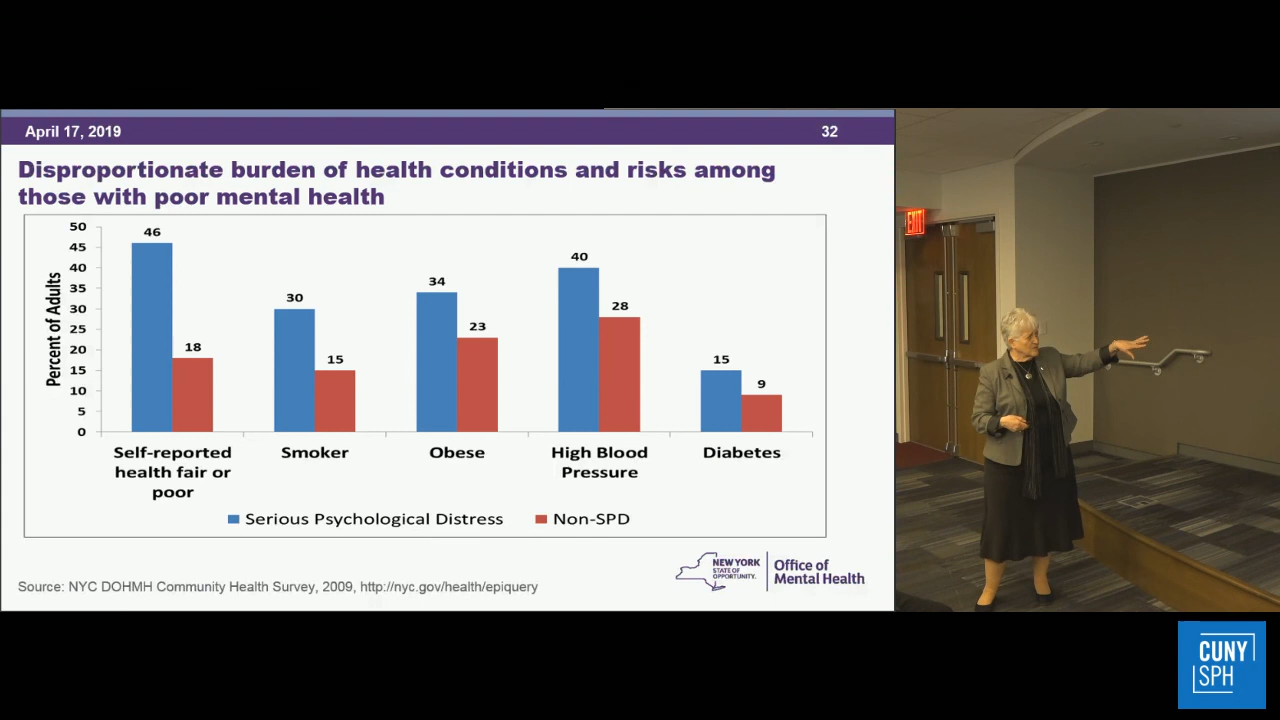 April 17, 2019
32
Disproportionate burden of health conditions and risks among
those with poor mental health
50
45
40
35
30
25
20
15
10
5
0
Percent of Adults
46
18
30
15
34
23
40
28
15
9
Self-reported
health fair or
poor
Smoker
Obese
High Blood
Pressure
Diabetes
Serious Psychological Distress
Non-SPD
Source: NYC DOHMH Community Health Survey, 2009, http://nyc.gov/health/epiquery
NEW YORK
STATE OF
OPPORTUNITY.
Office of
Mental Health
EXIT
CUNY
SPH